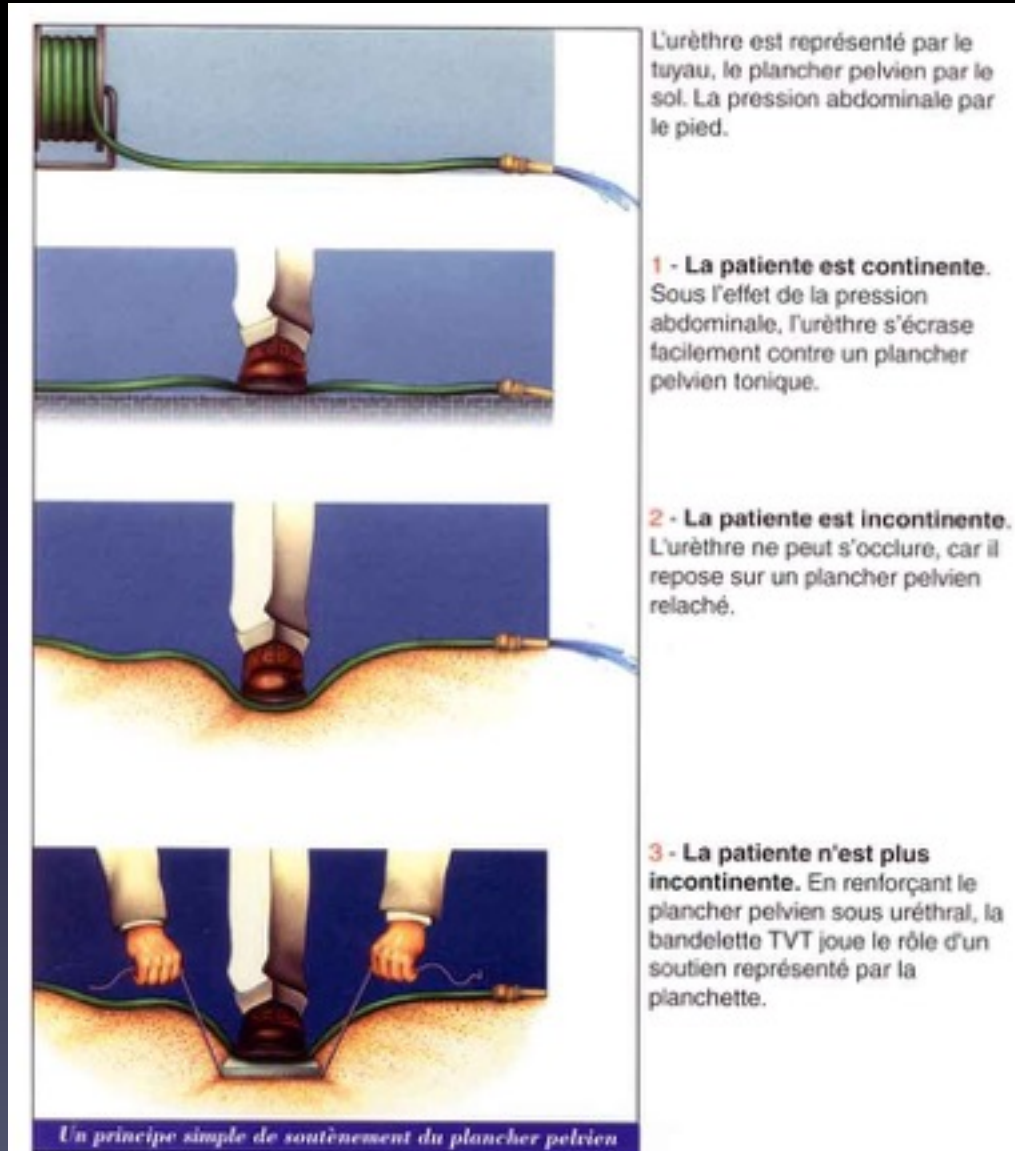 L'urèthre est représenté par le
tuyau, le plancher pelvien par le
sol. La pression abdominale par
le pied.
1 - La patiente est continente.
Sous l'effet de la pression
abdominale, l'urèthre s'écrase
facilement contre un plancher
pelvien tonique.
2 - La patiente est incontinente.
L'urèthre ne peut s'occlure, car il
repose sur un plancher pelvien
relaché.
3 - La patiente n'est plus
incontinente. En renforçant le
plancher pelvien sous uréthral, la
bandelette TVT joue le rôle d'un
soutien représenté par la
planchette.
Un principe simple de soutènement du plancher pelvien